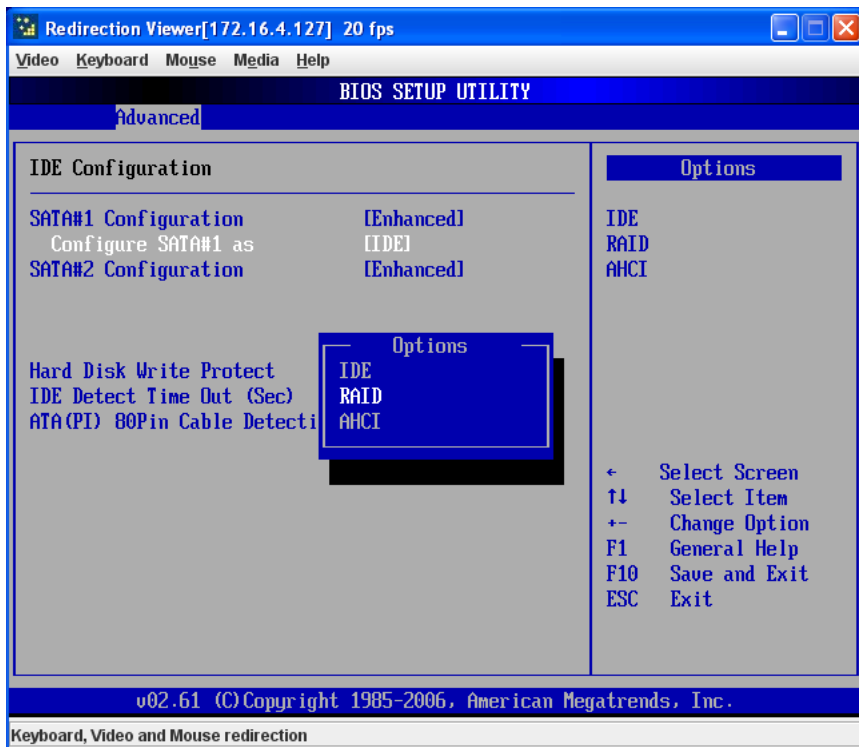 Redirection Viewer[172.16.4.127] 20 fps
Video Keyboard Mouse Media Help
BIOS SETUP UTILITY
Advanced
IDE Configuration
SATA#1 Configuration [Enhanced]
Configure SATA#1 as [IDE]
SATA#2 Configuration [Enhanced]
Hard Disk Write Protect
IDE Detect Time Out (Sec)
ATA(PI) 80Pin Cable Detecti
Options
IDE
RAID
AHCI
Options
IDE
RAID
AHCI
← Select Screen
↑↓ Select Item
+- Change Option
F1 General Help
F10 Save and Exit
ESC Exit
v02.61 (C)Copyright 1985-2006, American Megatrends, Inc.
Keyboard, Video and Mouse redirection